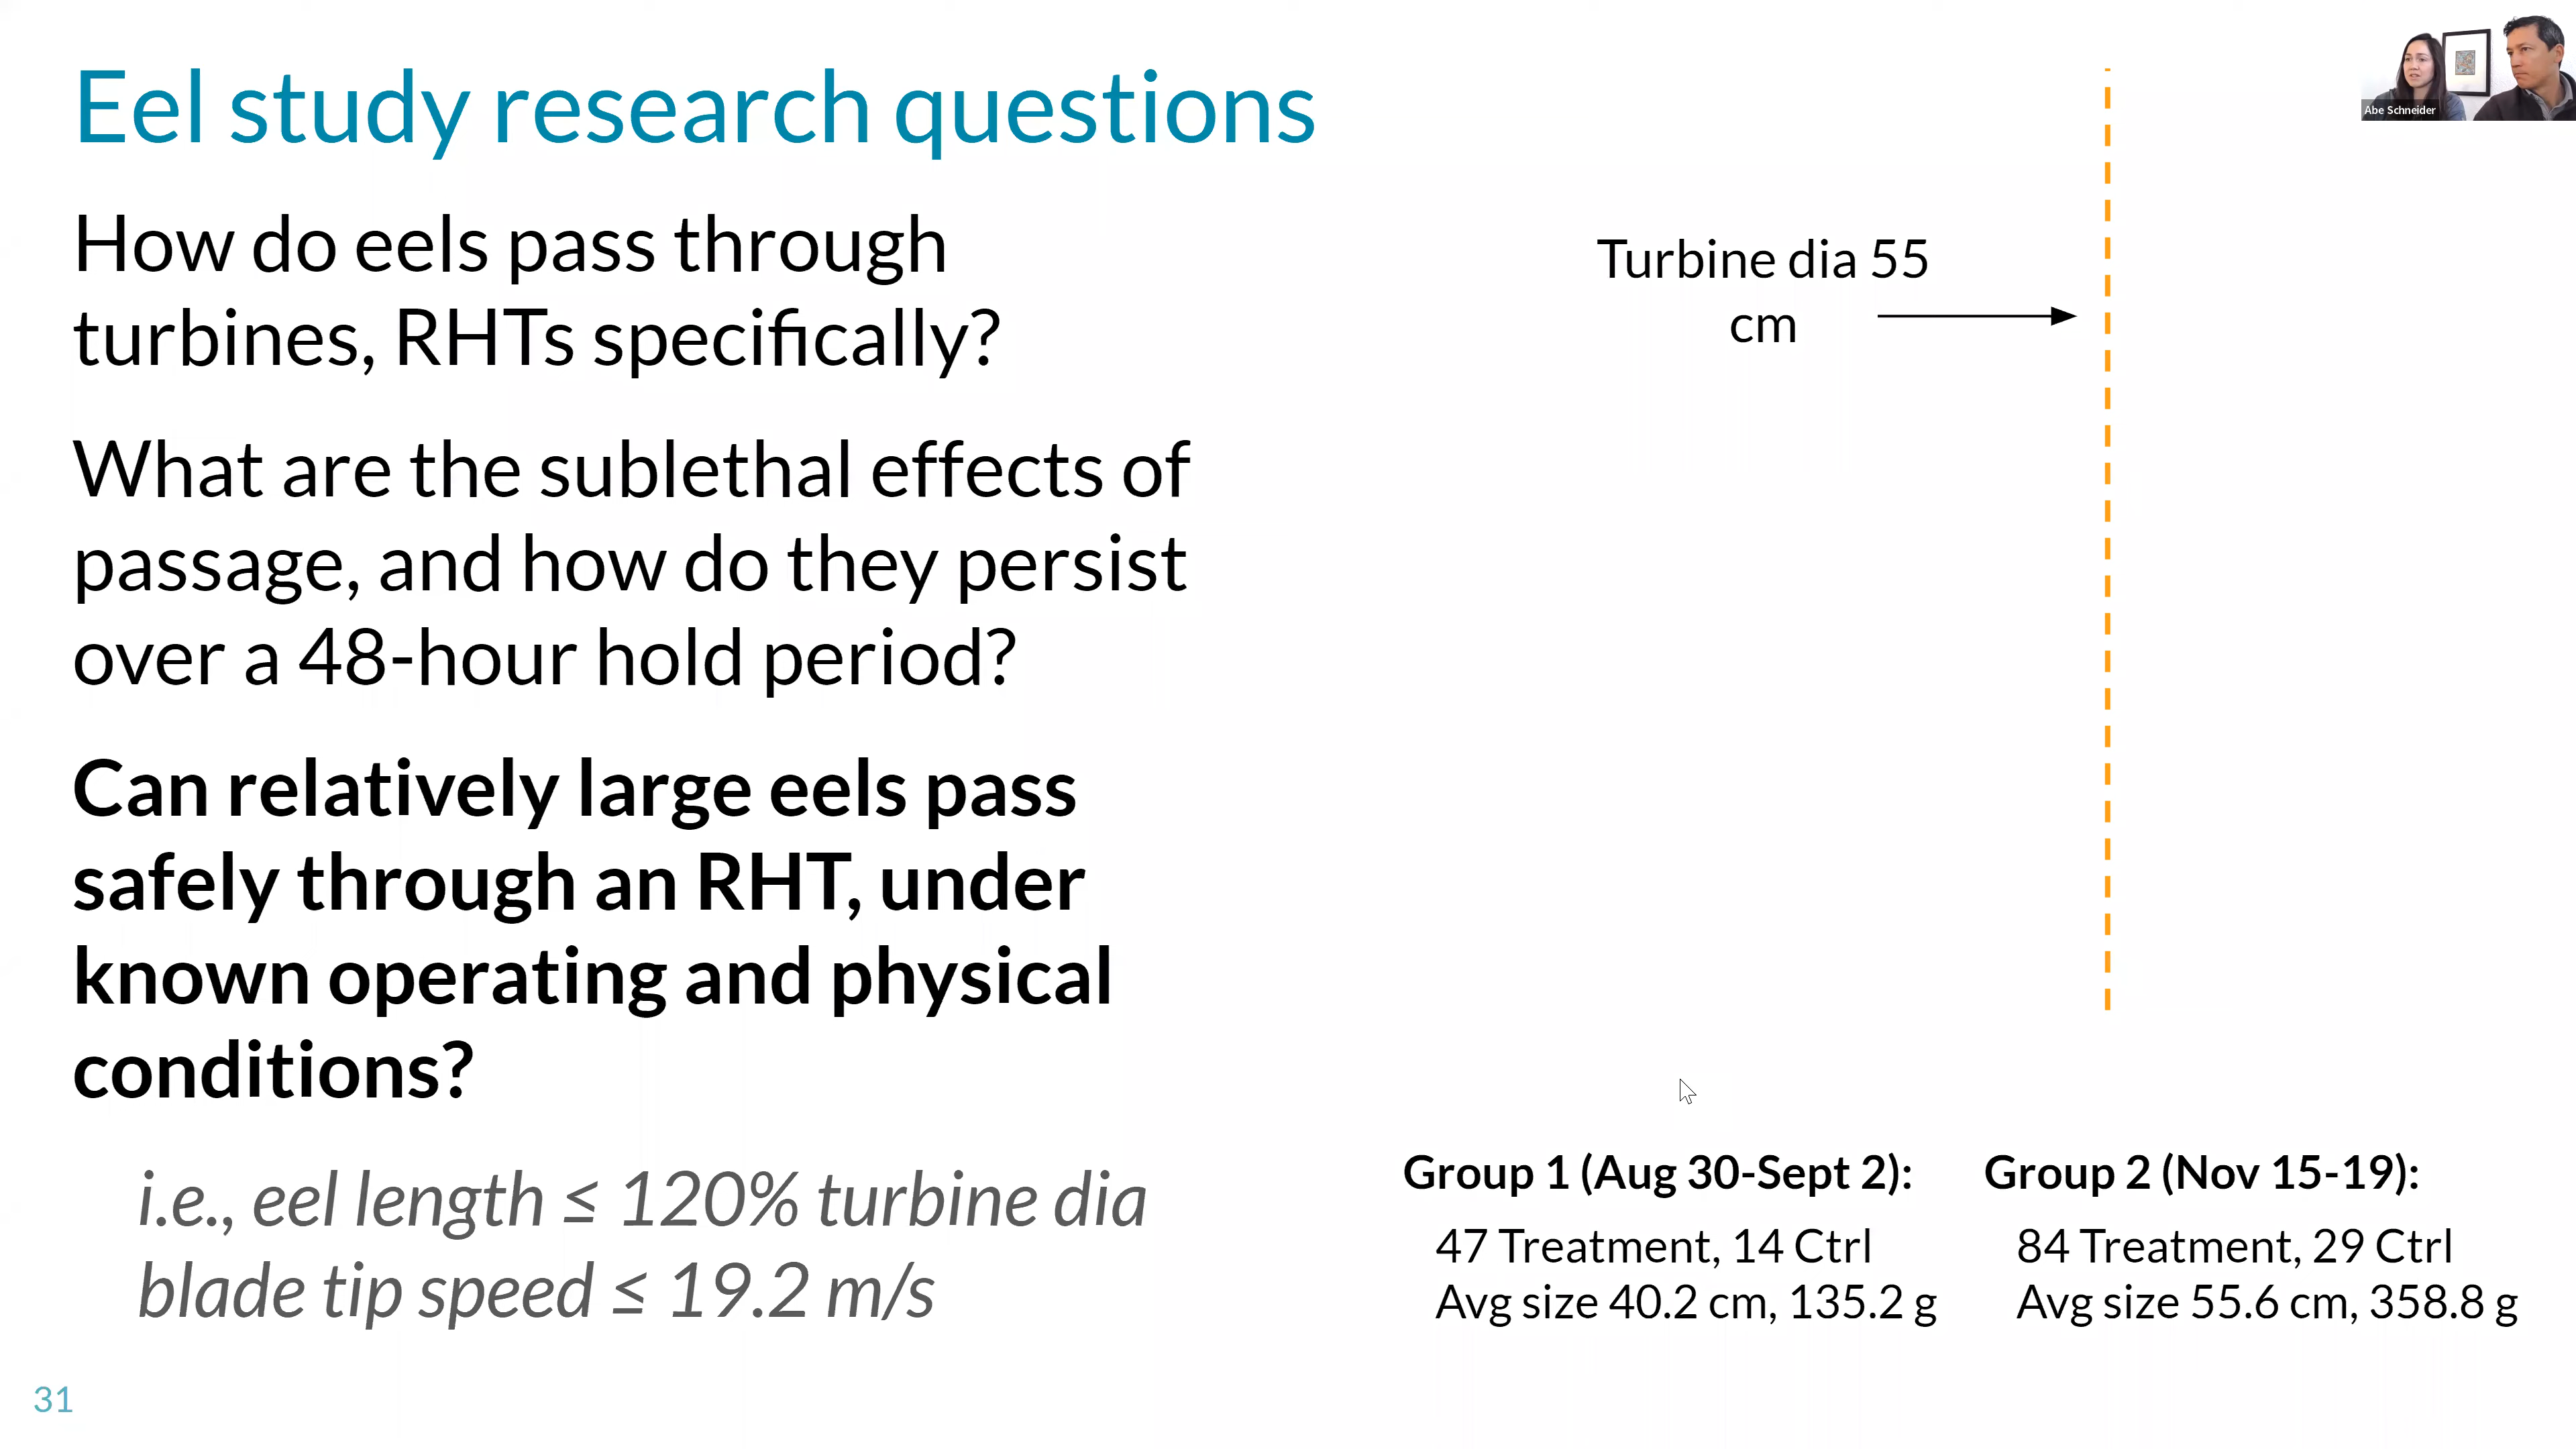 Eel study research questions
Abe Schneider
How do eels pass through
turbines, RHTs specifically?
What are the sublethal effects of
passage, and how do they persist
over a 48-hour hold period?
Can relatively large eels pass
safely through an RHT, under
known operating and physical
conditions?
i.e., eel length ≤ 120% turbine dia
blade tip speed ≤ 19.2 m/s
Turbine dia 55
cm
Group 1 (Aug 30-Sept 2):
47 Treatment, 14 Ctrl
Avg size 40.2 cm, 135.2 g
Group 2 (Nov 15-19):
84 Treatment, 29 Ctrl
Avg size 55.6 cm, 358.8 g
31